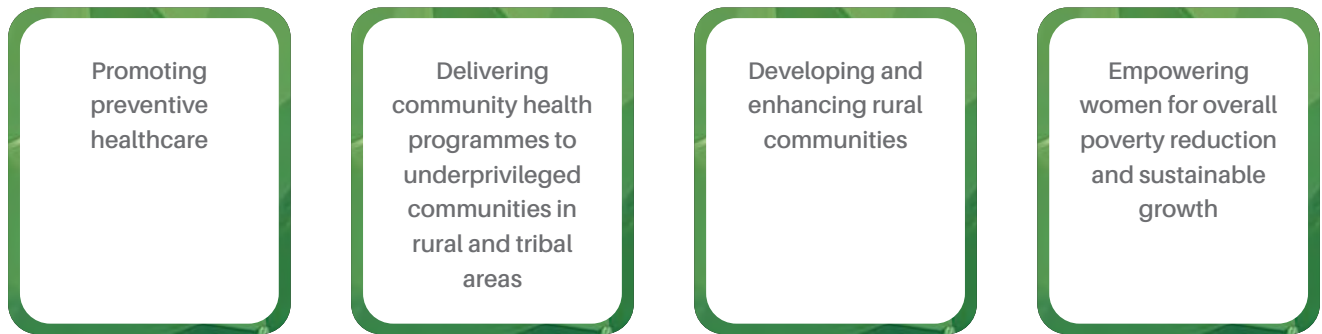 Promoting
preventive
healthcare
Delivering
community health
programmes to
underprivileged
communities in
rural and tribal
areas
Developing and
enhancing rural
communities
Empowering
women for overall
poverty reduction
and sustainable
growth